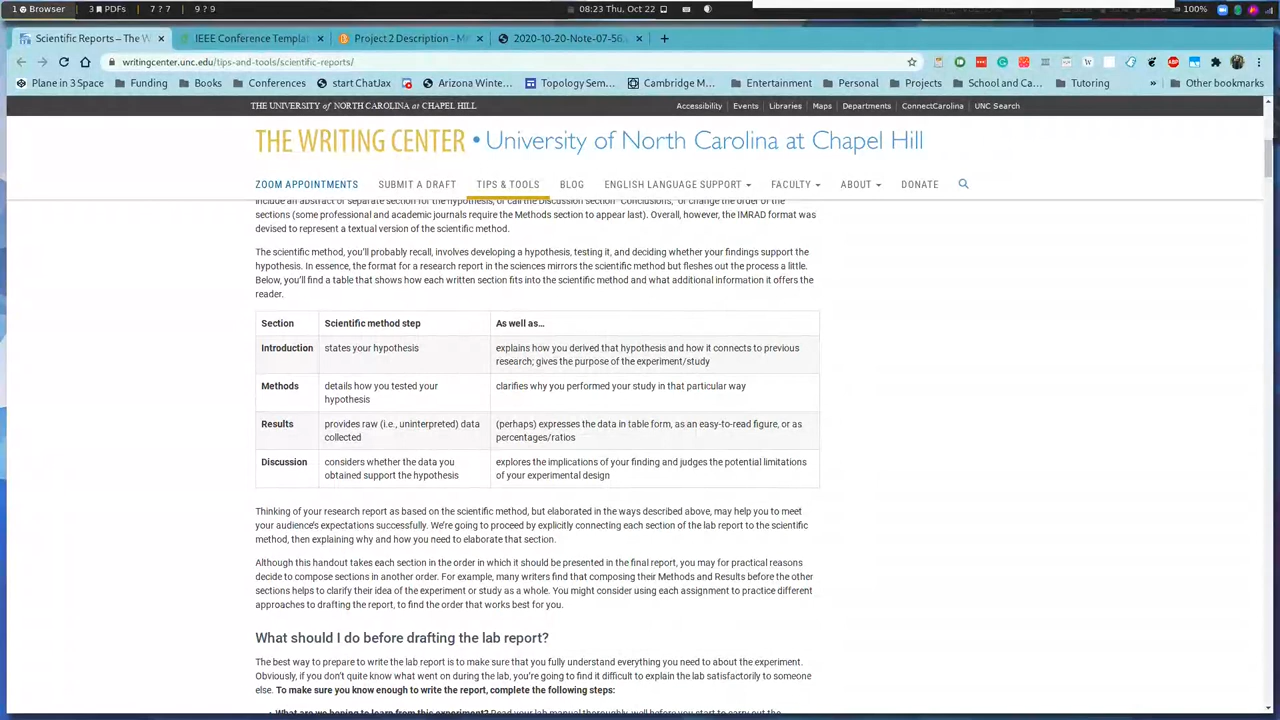 1 Browser 3 PDFs 7 ? 7 9 ? 9 08:23 Thu, Oct 22 100%
Scientific Reports – The W IEEE Conference Templat Project 2 Description - M 2020-10-20-Note-07-56.
writingcenter.unc.edu/tips-and-tools/scientific-reports/
Plane in 3 Space Funding Books Conferences start ChatJax Arizona Winte... Topology Sem... Cambridge M... Entertainment Personal Projects School and Ca... Tutoring » Other bookmarks
THE UNIVERSITY of NORTH CAROLINA at CHAPEL HILL Accessibility Events Libraries Maps Departments ConnectCarolina UNC Search
THE WRITING CENTER • University of North Carolina at Chapel Hill
ZOOM APPOINTMENTS SUBMIT A DRAFT TIPS & TOOLS BLOG ENGLISH LANGUAGE SUPPORT FACULTY ABOUT DONATE
include an abstract or separate section for the hypothesis, or call the Discussion section “Conclusions,” or change the order of the
sections (some professional and academic journals require the Methods section to appear last). Overall, however, the IMRAD format was
devised to represent a textual version of the scientific method.
The scientific method, you’ll probably recall, involves developing a hypothesis, testing it, and deciding whether your findings support the
hypothesis. In essence, the format for a research report in the sciences mirrors the scientific method but fleshes out the process a little.
Below, you’ll find a table that shows how each written section fits into the scientific method and what additional information it offers the
reader.
Section Scientific method step As well as...
Introduction states your hypothesis explains how you derived that hypothesis and how it connects to previous
research; gives the purpose of the experiment/study
Methods details how you tested your clarifies why you performed your study in that particular way
hypothesis
Results provides raw (i.e., uninterpreted) data (perhaps) expresses the data in table form, as an easy-to-read figure, or as
collected percentages/ratios
Discussion considers whether the data you explores the implications of your finding and judges the potential limitations
obtained support the hypothesis of your experimental design
Thinking of your research report as based on the scientific method, but elaborated in the ways described above, may help you to meet
your audience’s expectations successfully. We’re going to proceed by explicitly connecting each section of the lab report to the scientific
method, then explaining why and how you need to elaborate that section.
Although this handout takes each section in the order in which it should be presented in the final report, you may for practical reasons
decide to compose sections in another order. For example, many writers find that composing their Methods and Results before the other
sections helps to clarify their idea of the experiment or study as a whole. You might consider using each assignment to practice different
approaches to drafting the report, to find the order that works best for you.
What should I do before drafting the lab report?
The best way to prepare to write the lab report is to make sure that you fully understand everything you need to about the experiment.
Obviously, if you don’t quite know what went on during the lab, you’re going to find it difficult to explain the lab satisfactorily to someone
else. To make sure you know enough to write the report, complete the following steps:
• What are we hoping to learn from this experiment? Read your lab manual thoroughly, well before you start to carry out the